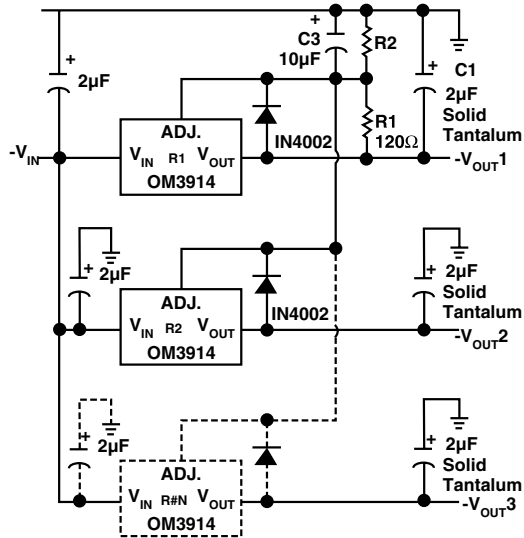 +
C3
10µF
R2
+
2µF
+
C1
2µF
Solid
Tantalum
ADJ.
IN4002
R1
120Ω
-VIN
VIN R1 VOUT
OM3914
-VOUT1
+
2µF
+
2µF
Solid
Tantalum
ADJ.
IN4002
VIN R2 VOUT
OM3914
-VOUT2
+
2µF
+
2µF
Solid
Tantalum
ADJ.
VIN R#N VOUT
OM3914
-VOUT3